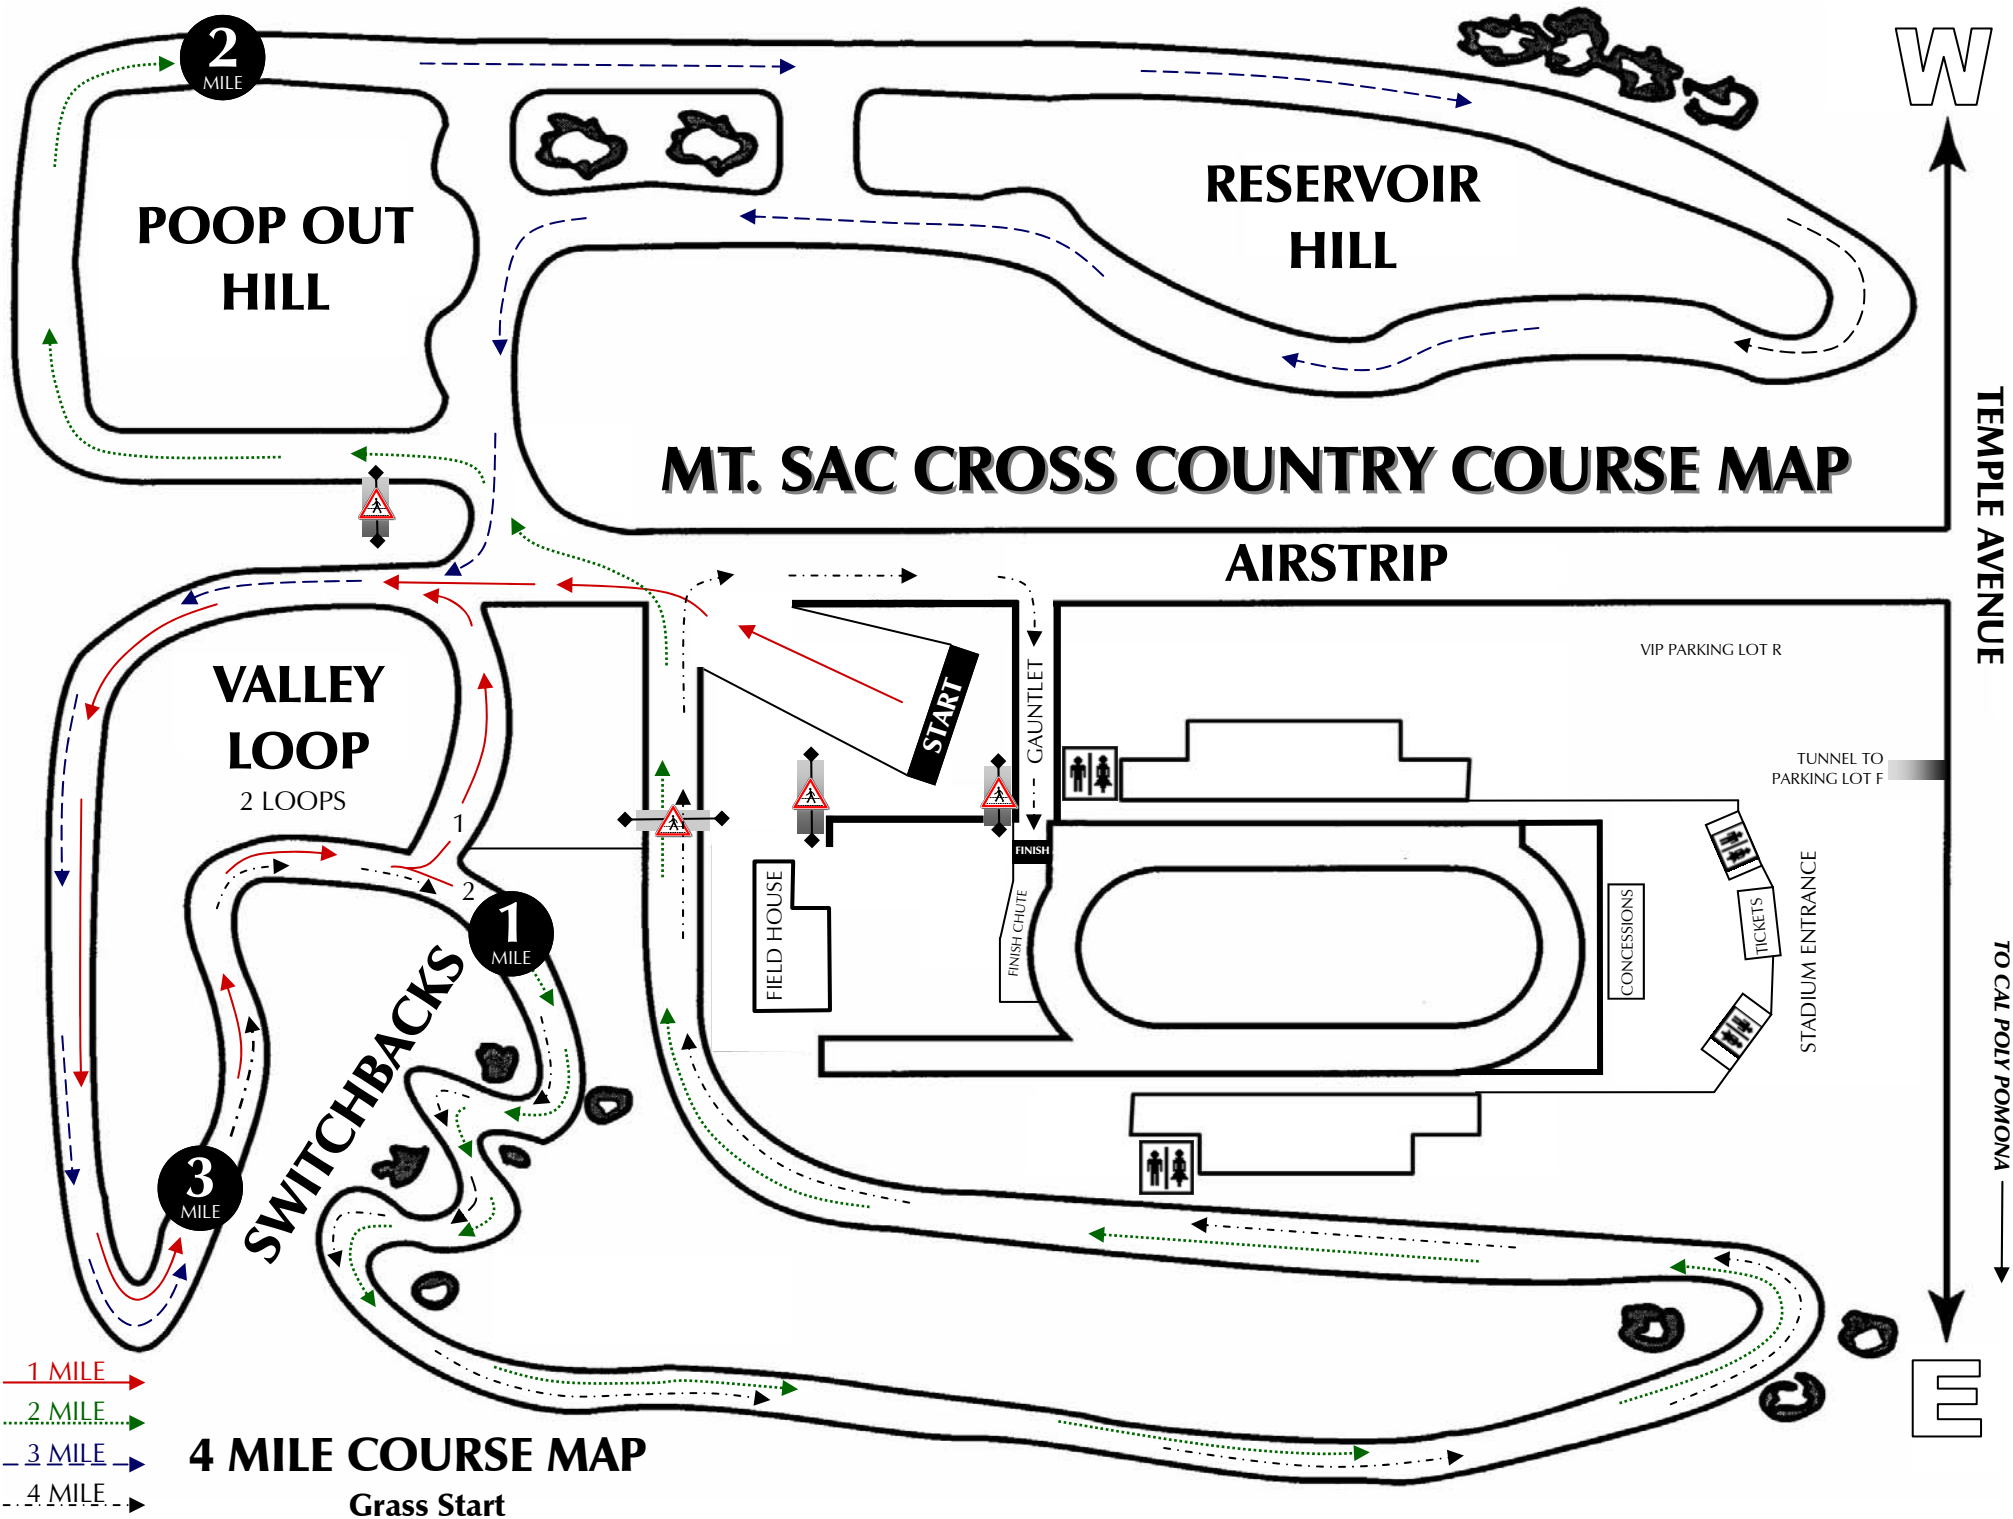 2
MILE
W
POOP OUT
HILL
RESERVOIR
HILL
MT. SAC CROSS COUNTRY COURSE MAP
TEMPLE AVENUE
AIRSTRIP
VALLEY
LOOP
2 LOOPS
1
2
START
GAUNTLET
VIP PARKING LOT R
TUNNEL TO
PARKING LOT F
FINISH
FINISH CHUTE
FIELD HOUSE
CONCESSIONS
TICKETS
STADIUM ENTRANCE
1
MILE
SWITCHBACKS
3
MILE
TO CAL POLY POMONA
E
1 MILE
2 MILE
3 MILE
4 MILE
4 MILE COURSE MAP
Grass Start